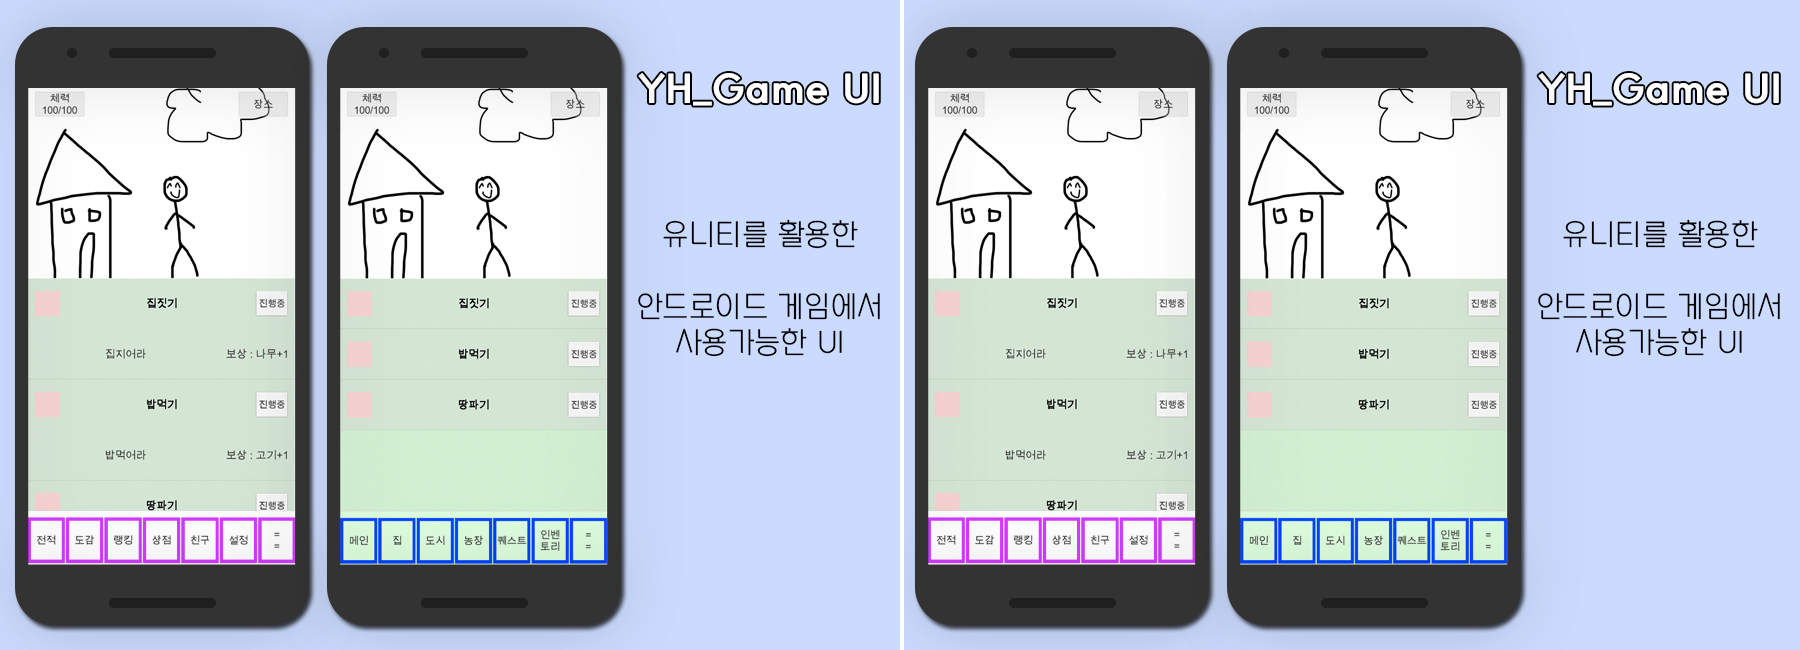 체력
100/100
장소
집짓기
진행중
집지어라
보상 : 나무+1
밥먹기
진행중
밥먹어라
보상 : 고기+1
땅파기
진행중
전적
도감
랭킹
상점
친구
설정
=
=
체력
100/100
장소
집짓기
진행중
밥먹기
진행중
땅파기
진행중
메인
집
도시
농장
퀘스트
인벤
토리
=
=
YH_Game UI
유니티를 활용한
안드로이드 게임에서
사용가능한 UI
체력
100/100
장소
집짓기
진행중
집지어라
보상 : 나무+1
밥먹기
진행중
밥먹어라
보상 : 고기+1
땅파기
진행중
전적
도감
랭킹
상점
친구
설정
=
=
체력
100/100
장소
집짓기
진행중
밥먹기
진행중
땅파기
진행중
메인
집
도시
농장
퀘스트
인벤
토리
=
=
YH_Game UI
유니티를 활용한
안드로이드 게임에서
사용가능한 UI